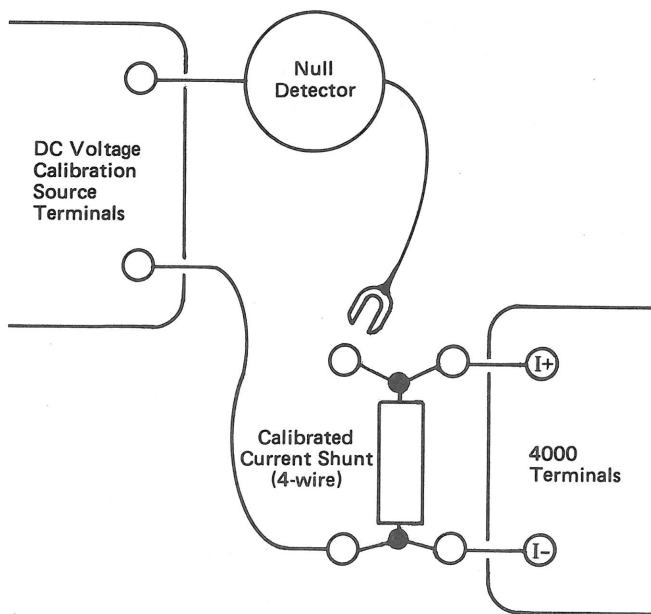 Null
Detector
DC Voltage
Calibration
Source
Terminals
I+
Calibrated
Current Shunt
(4-wire)
4000
Terminals
I−